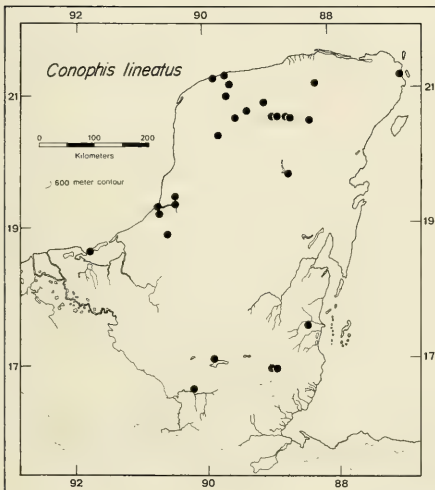 90 88
Conophis lineatus
21 21
0 50 100 200
Kilometers
600 meter contour
19 19
17 17
92 90 88